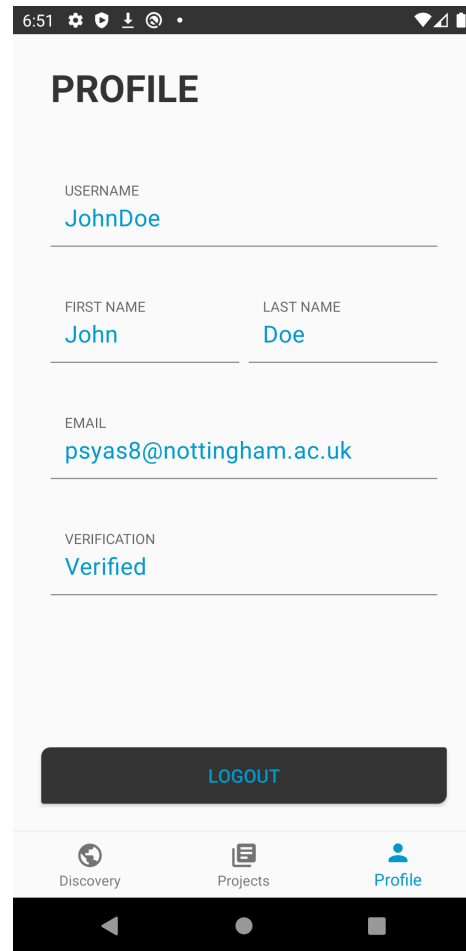 6:51
PROFILE
USERNAME
JohnDoe
FIRST NAME LAST NAME
John Doe
EMAIL
psyas8@nottingham.ac.uk
VERIFICATION
Verified
LOGOUT
Discovery Projects Profile